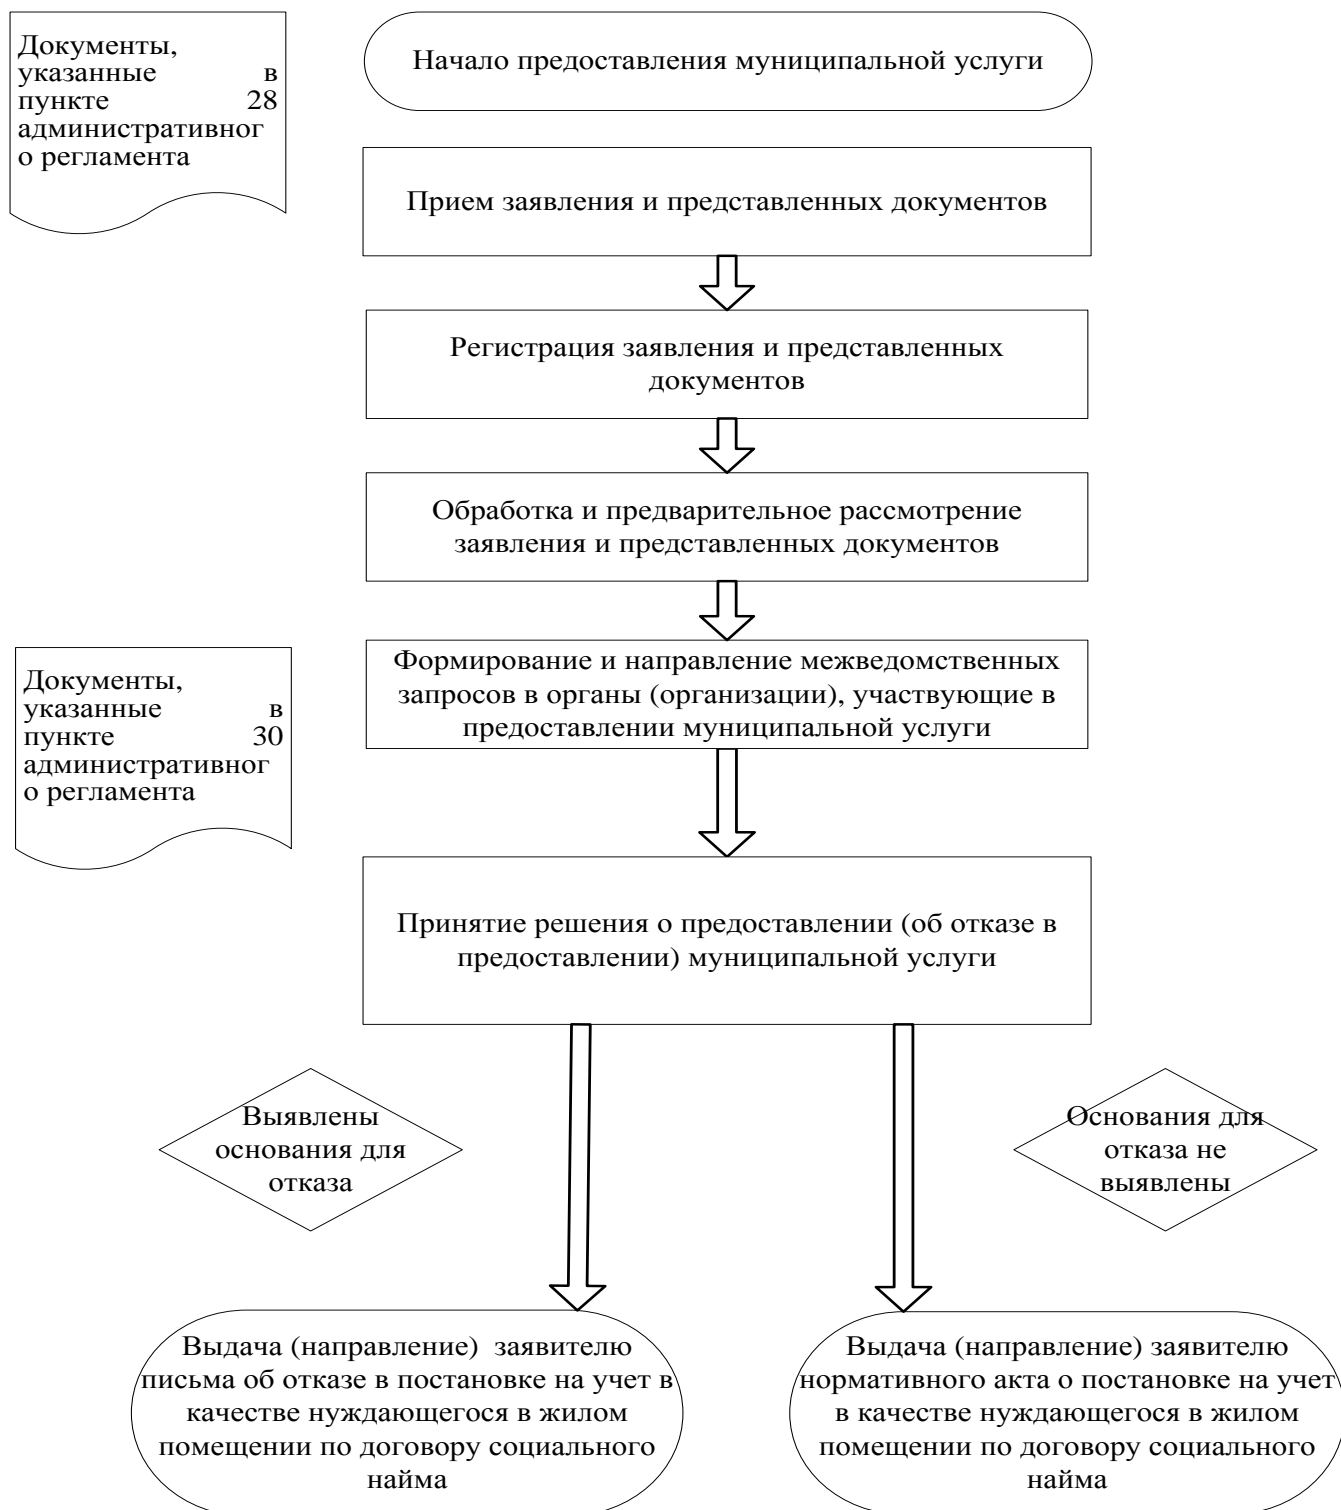 Документы,
указанные в
пункте 28
административног
о регламента
Начало предоставления муниципальной услуги
Прием заявления и представленных документов
Регистрация заявления и представленных
документов
Обработка и предварительное рассмотрение
заявления и представленных документов
Формирование и направление межведомственных
запросов в органы (организации), участвующие в
предоставлении муниципальной услуги
Документы,
указанные в
пункте 30
административног
о регламента
Принятие решения о предоставлении (об отказе в
предоставлении) муниципальной услуги
Выявлены
основания для
отказа
Основания для
отказа не
выявлены
Выдача (направление) заявителю
письма об отказе в постановке на учет в
качестве нуждающегося в жилом
помещении по договору социального
найма
Выдача (направление) заявителю
нормативного акта о постановке на учет
в качестве нуждающегося в жилом
помещении по договору социального
найма